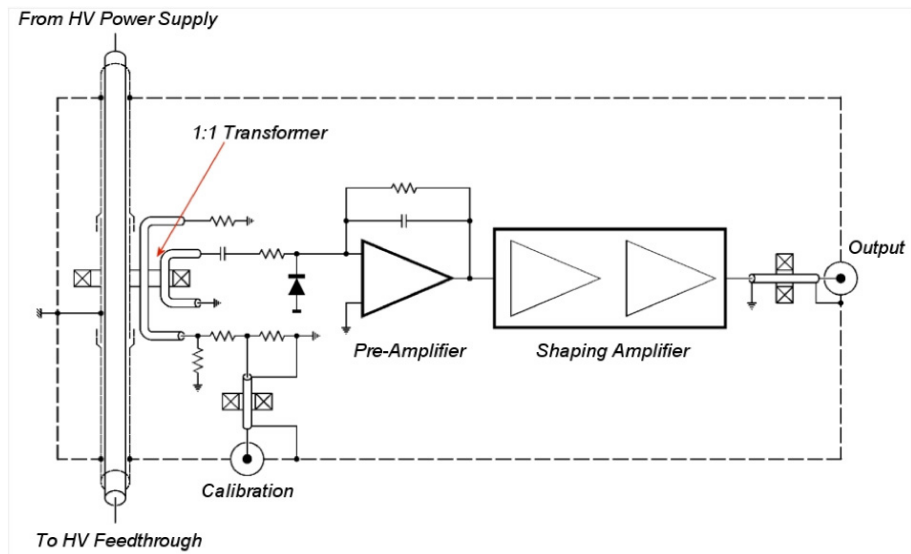 From HV Power Supply
1:1 Transformer
Output
Pre-Amplifier
Shaping Amplifier
Calibration
To HV Feedthrough